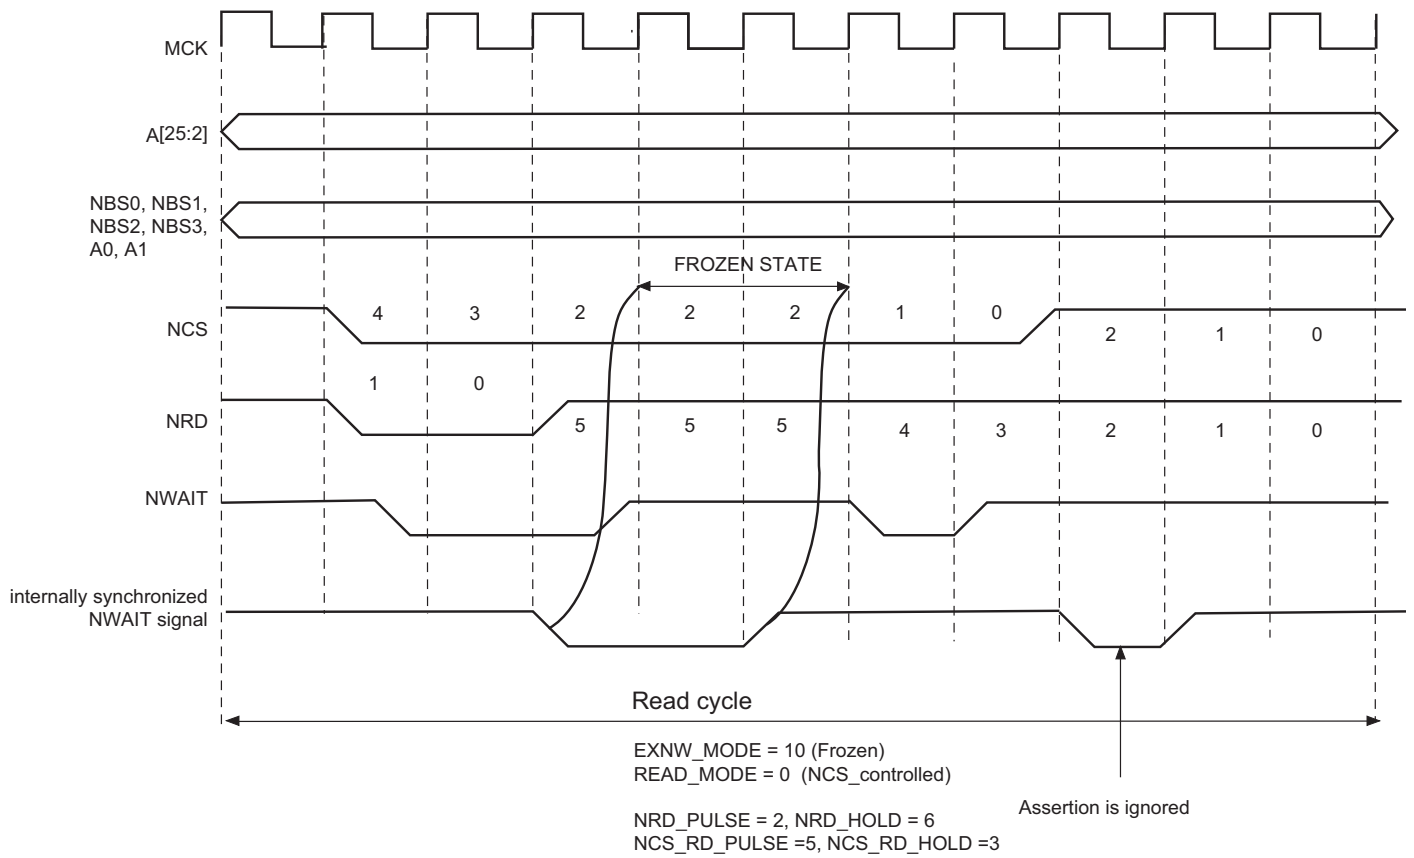 MCK
A[25:2]
NBS0, NBS1,
NBS2, NBS3,
A0, A1
FROZEN STATE
NCS
4 3 2 2 2 1 0
2 1 0
1 0
NRD
5 5 5 4 3 2 1 0
NWAIT
internally synchronized
NWAIT signal
Read cycle
EXNW_MODE = 10 (Frozen)
READ_MODE = 0 (NCS_controlled)
Assertion is ignored
NRD_PULSE = 2, NRD_HOLD = 6
NCS_RD_PULSE =5, NCS_RD_HOLD =3